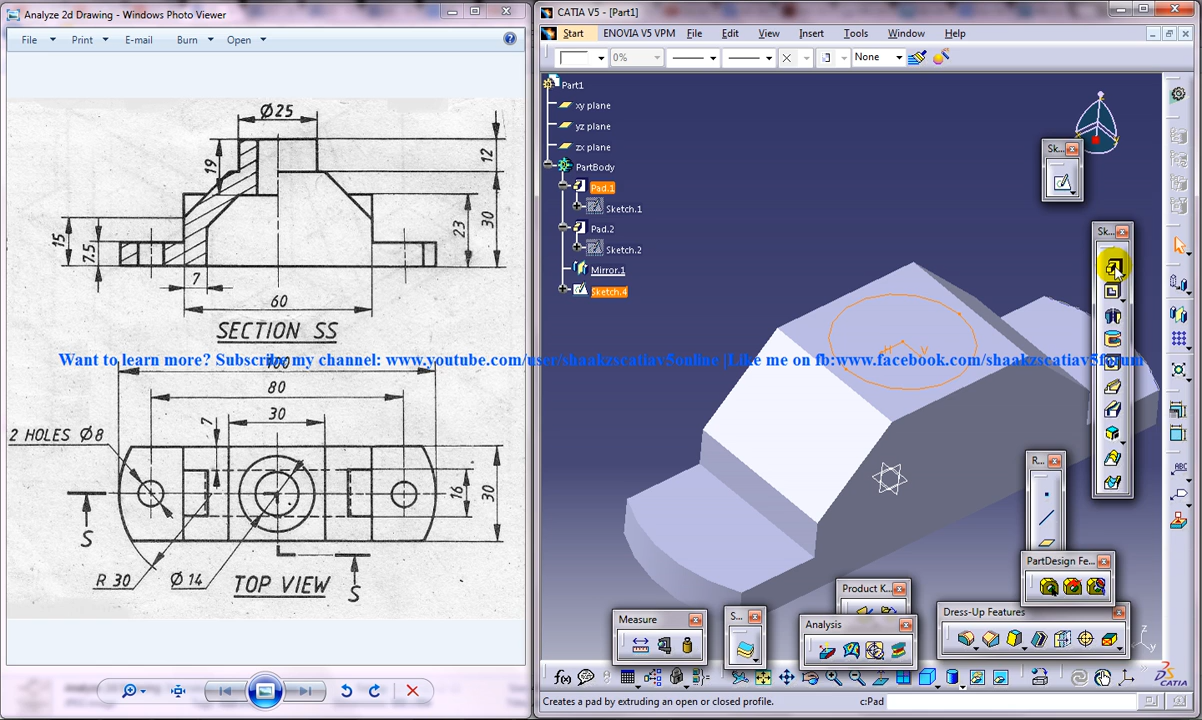 Analyze 2d Drawing - Windows Photo Viewer
File Print E-mail Burn Open
Ø25
19
12
30
23
15
7.5
7
60
SECTION SS
100
80
30
2 HOLES Ø8
7
16
30
S
S
R 30
Ø 14
TOP VIEW
Want to learn more? Subscribe my channel: www.youtube.com/user/shaakzscatiav5online |Like me on fb:www.facebook.com/shaakzscatiav5forum
CATIA V5 - [Part1]
Start ENOVIA V5 VPM File Edit View Insert Tools Window Help
0% None
Part1
xy plane
yz plane
zx plane
PartBody
Pad.1
Sketch.1
Pad.2
Sketch.2
Mirror.1
Sketch.4
H V
Sk...
Sk...
R...
PartDesign Fe...
Product K...
Dress-Up Features
Measure
S...
Analysis
z
y
ABC
f(x)
CATIA
Creates a pad by extruding an open or closed profile.
c:Pad